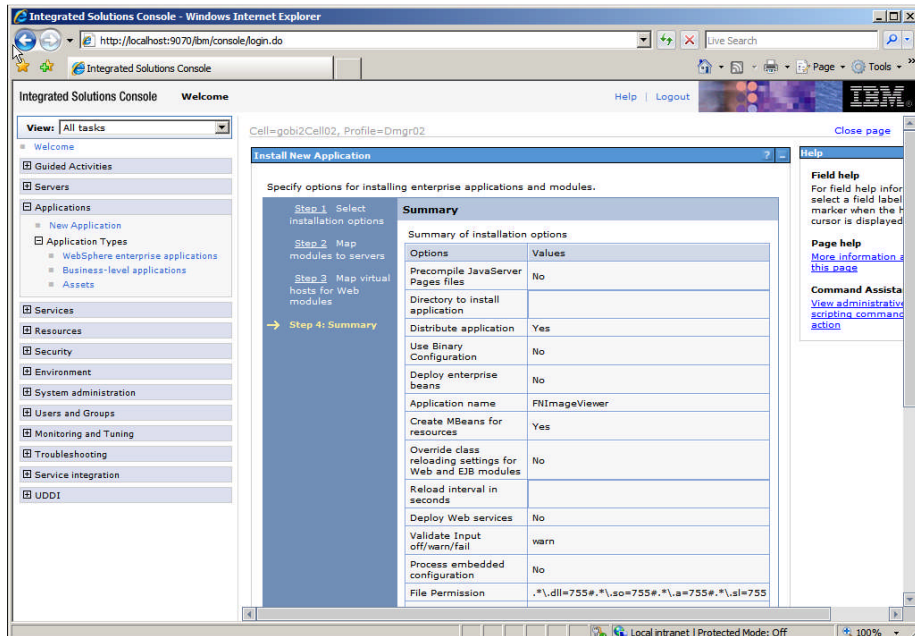 Integrated Solutions Console - Windows Internet Explorer
http://localhost:9070/ibm/console/login.do
Live Search
Integrated Solutions Console
Page
Tools
Integrated Solutions Console Welcome
Help | Logout
IBM.
View: All tasks
Welcome
Guided Activities
Servers
Applications
New Application
Application Types
WebSphere enterprise applications
Business-level applications
Assets
Services
Resources
Security
Environment
System administration
Users and Groups
Monitoring and Tuning
Troubleshooting
Service integration
UDDI
Cell=gobi2Cell02, Profile=Dmgr02
Close page
Install New Application
?
Specify options for installing enterprise applications and modules.
Step 1 Select
installation options
Step 2 Map
modules to servers
Step 3 Map virtual
hosts for Web
modules
Step 4: Summary
Summary
Summary of installation options
Options Values
Precompile JavaServer
Pages files
No
Directory to install
application
Distribute application Yes
Use Binary
Configuration
No
Deploy enterprise
beans
No
Application name FNImageViewer
Create MBeans for
resources
Yes
Override class
reloading settings for
Web and EJB modules
No
Reload interval in
seconds
Deploy Web services No
Validate Input
off/warn/fail
warn
Process embedded
configuration
No
File Permission .*\.dll=755#.*\.so=755#.*\.a=755#.*\.sl=755
Help
Field help
For field help infor
select a field label
marker when the h
cursor is displayed
Page help
More information a
this page
Command Assista
View administrative
scripting command
action
Local intranet | Protected Mode: Off
100%